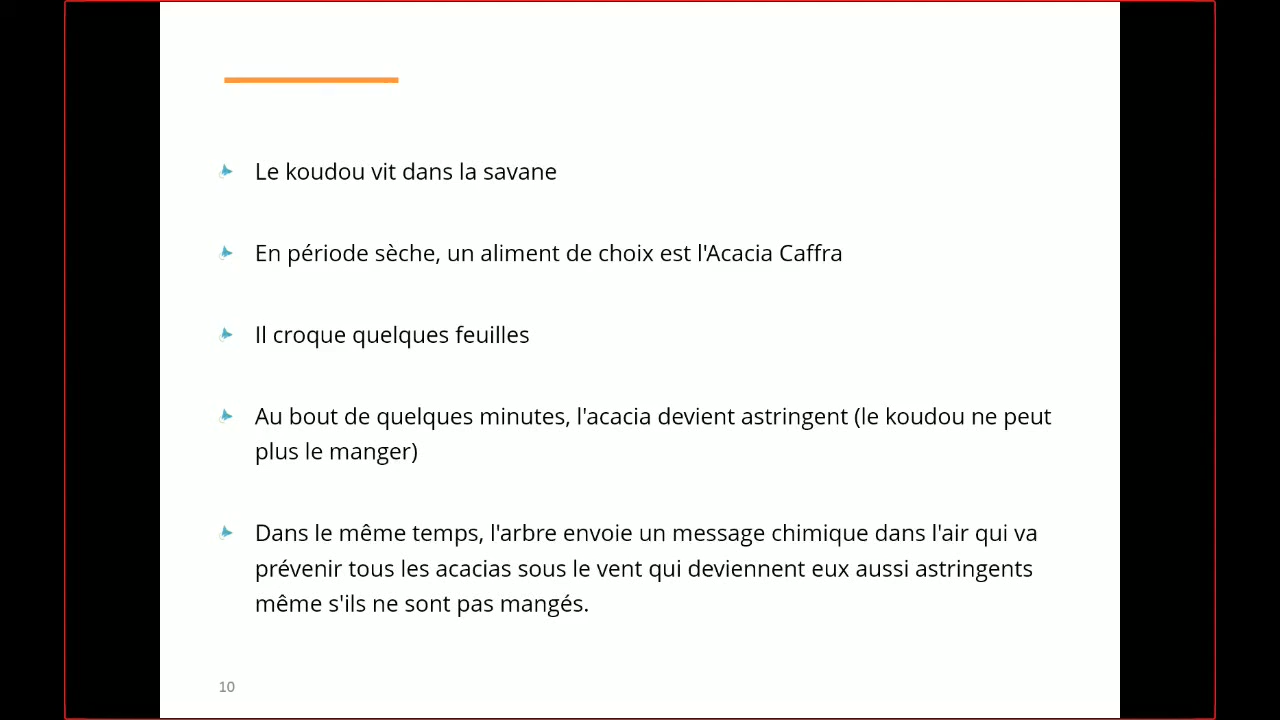 Le koudou vit dans la savane
En période sèche, un aliment de choix est l'Acacia Caffra
Il croque quelques feuilles
Au bout de quelques minutes, l'acacia devient astringent (le koudou ne peut
plus le manger)
Dans le même temps, l'arbre envoie un message chimique dans l'air qui va
prévenir tous les acacias sous le vent qui deviennent eux aussi astringents
même s'ils ne sont pas mangés.
10